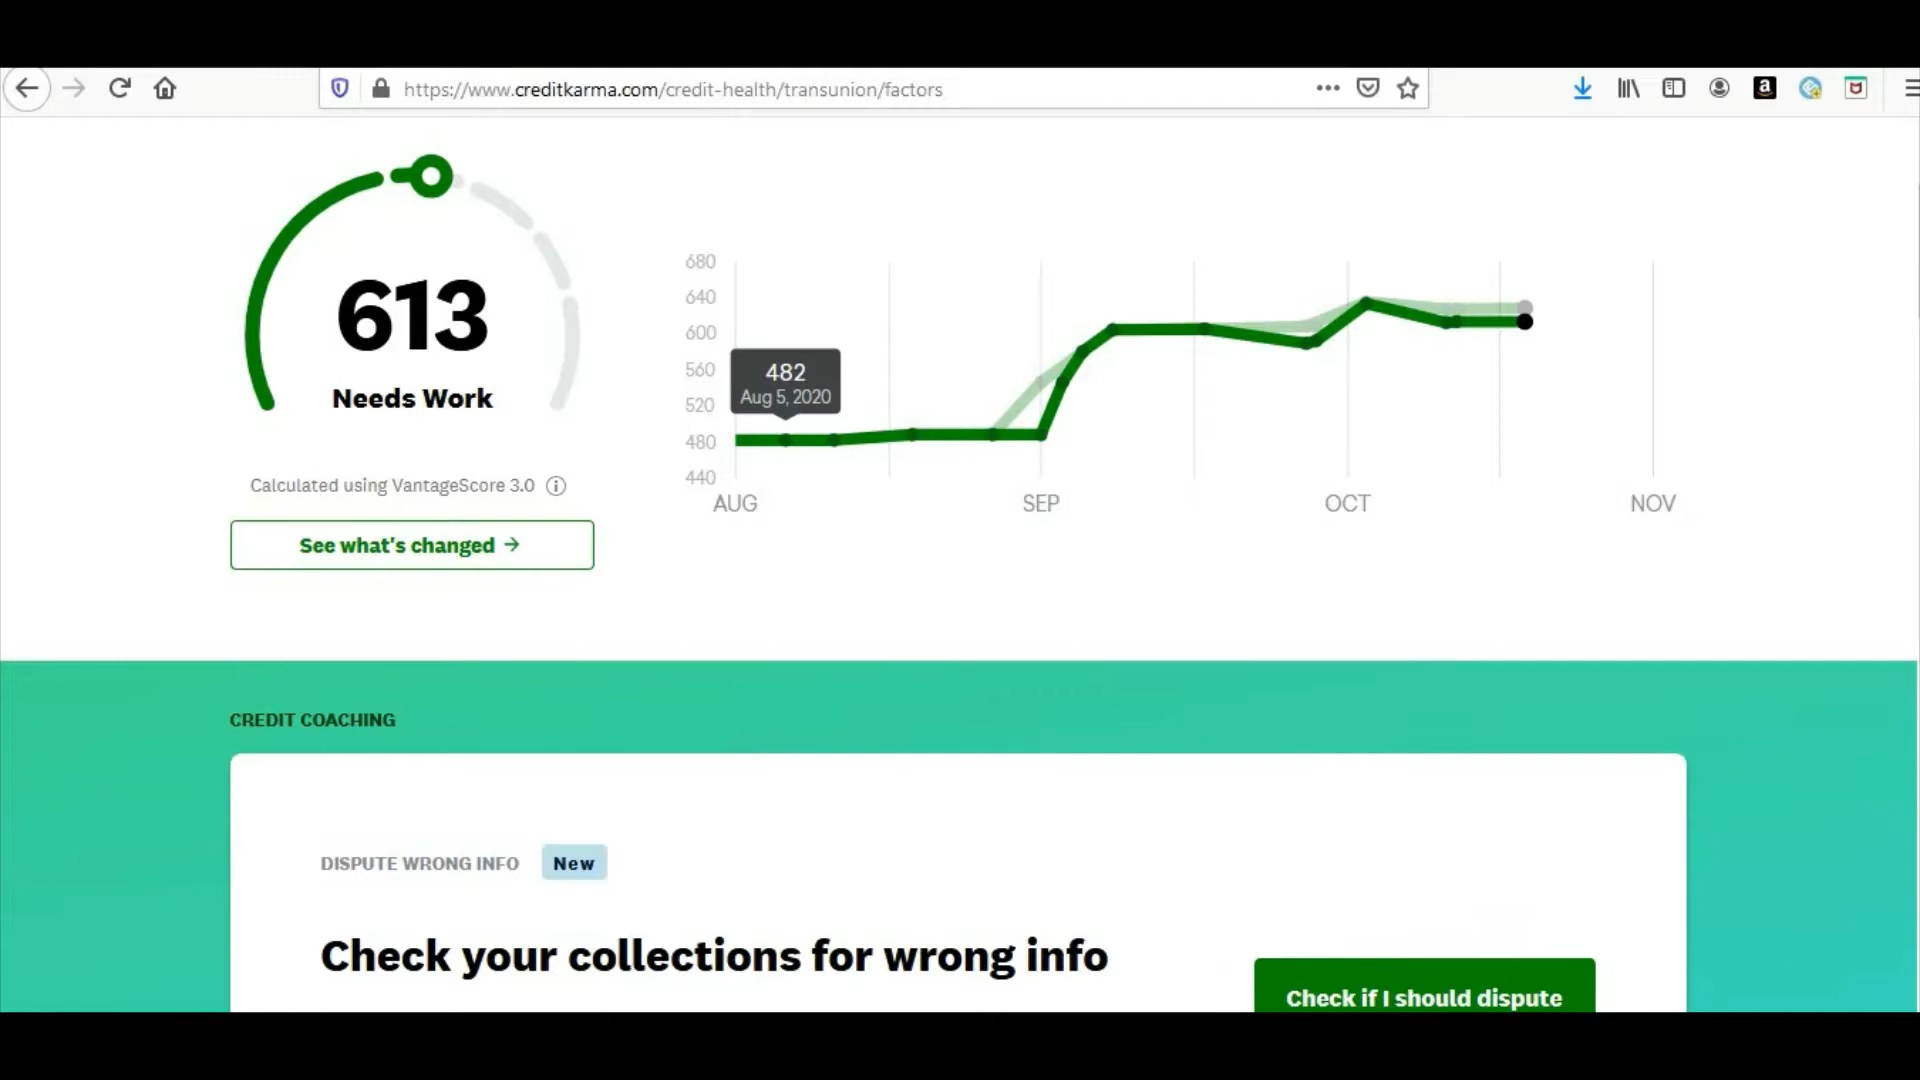 https://www.creditkarma.com/credit-health/transunion/factors
613
Needs Work
Calculated using VantageScore 3.0
See what's changed →
680
640
600
560
520
480
440
482
Aug 5, 2020
AUG SEP OCT NOV
CREDIT COACHING
DISPUTE WRONG INFO New
Check your collections for wrong info
Check if I should dispute